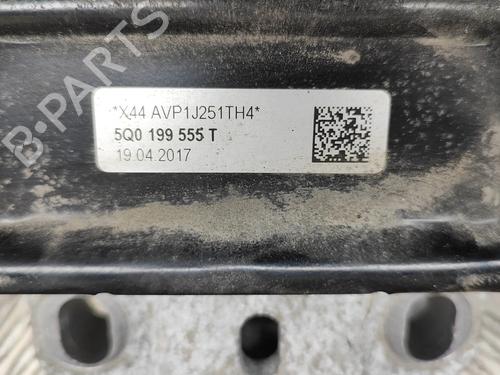 B-PARTS
*X44 AVP1J251TH4*
5Q0 199 555 T
19.04.2017